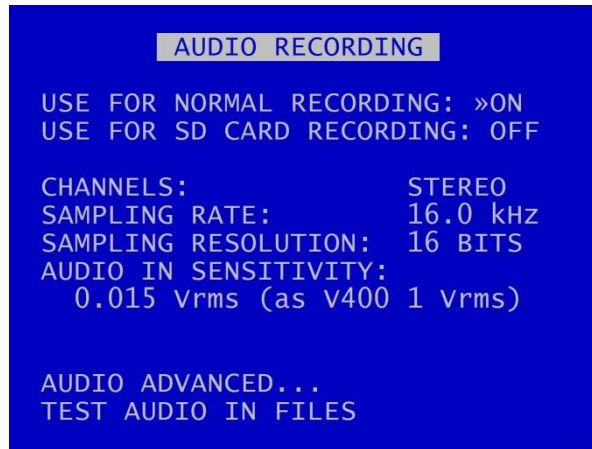 AUDIO RECORDING
USE FOR NORMAL RECORDING: »ON
USE FOR SD CARD RECORDING: OFF
CHANNELS: STEREO
SAMPLING RATE: 16.0 kHz
SAMPLING RESOLUTION: 16 BITS
AUDIO IN SENSITIVITY:
0.015 Vrms (as V400 1 Vrms)
AUDIO ADVANCED...
TEST AUDIO IN FILES